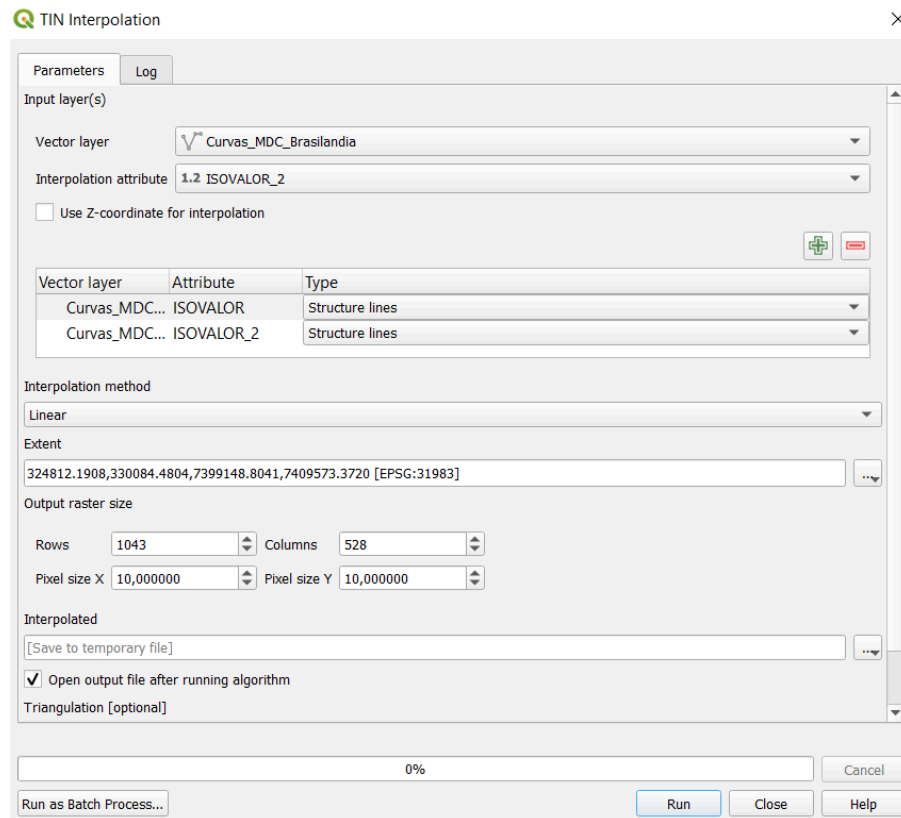 TIN Interpolation
Parameters Log
Input layer(s)
Vector layer Curvas_MDC_Brasilandia
Interpolation attribute 1.2 ISOVALOR_2
Use Z-coordinate for interpolation
Vector layer Attribute Type
Curvas_MDC... ISOVALOR Structure lines
Curvas_MDC... ISOVALOR_2 Structure lines
Interpolation method
Linear
Extent
324812.1908,330084.4804,7399148.8041,7409573.3720 [EPSG:31983]
...
Output raster size
Rows 1043 Columns 528
Pixel size X 10,000000 Pixel size Y 10,000000
Interpolated
[Save to temporary file]
...
Open output file after running algorithm
Triangulation [optional]
0%
Cancel
Run as Batch Process... Run Close Help